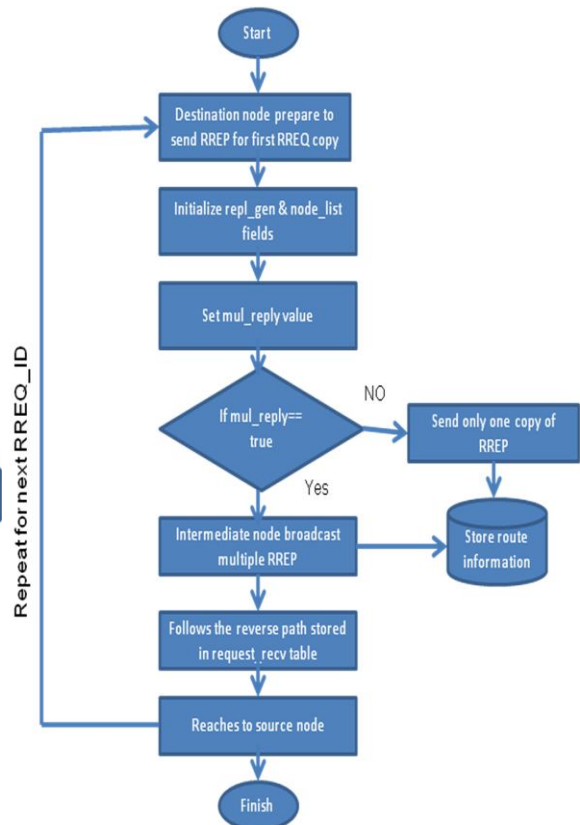 Start
Destination node prepare to
send RREP for first RREQ copy
Initialize repl_gen & node_list
fields
Set mul_reply value
If mul_reply==
true
NO
Send only one copy of
RREP
Yes
Intermediate node broadcast
multiple RREP
Store route
information
Follows the reverse path stored
in request_recv table
Reaches to source node
Finish
Repeat for next RREQ_ID